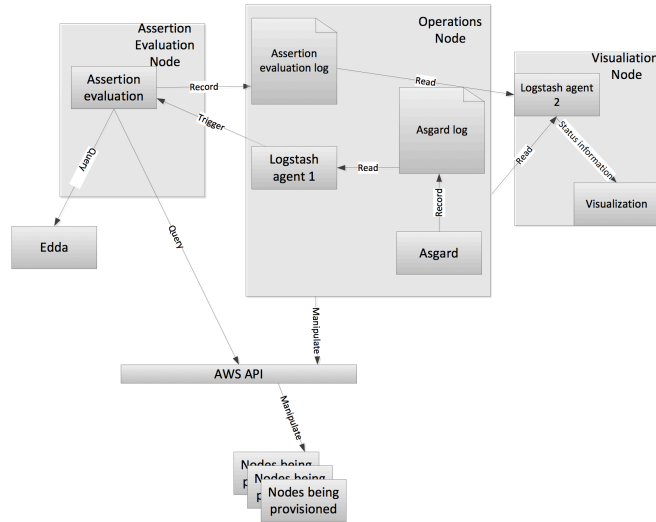 Assertion
Evaluation
Node
Assertion
evaluation
Record
Trigger
Query
Edda
Query
Operations
Node
Assertion
evaluation log
Read
Asgard log
Logstash
agent 1
Read
Record
Asgard
Visualiation
Node
Logstash agent
2
Read
Status information
Visualization
Manipulate
AWS API
Manipulate
Nodes being
p
Nodes being
p
Nodes being
provisioned